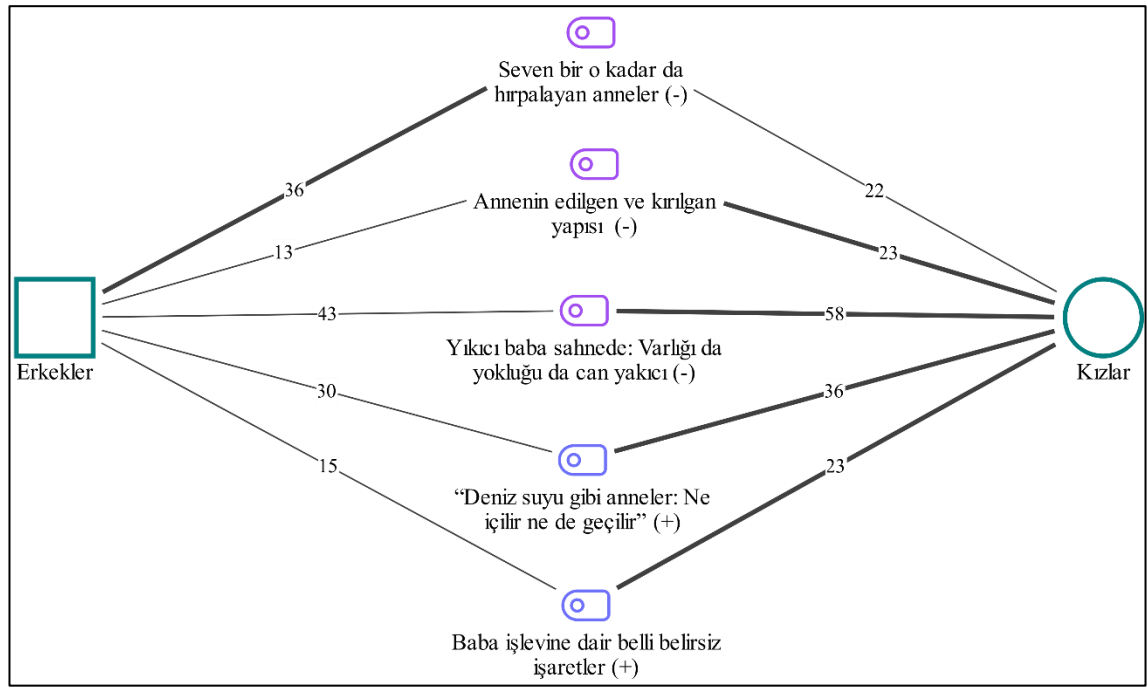 Seven bir o kadar da
hırpalayan anneler (-)
36
22
Annenin edilgen ve kırılgan
yapısı (-)
13
23
43
58
Yıkıcı baba sahnede: Varlığı da
yokluğu da can yakıcı (-)
Erkekler
Kızlar
30
36
“Deniz suyu gibi anneler: Ne
içilir ne de geçilir” (+)
15
23
Baba işlevine dair belli belirsiz
işaretler (+)